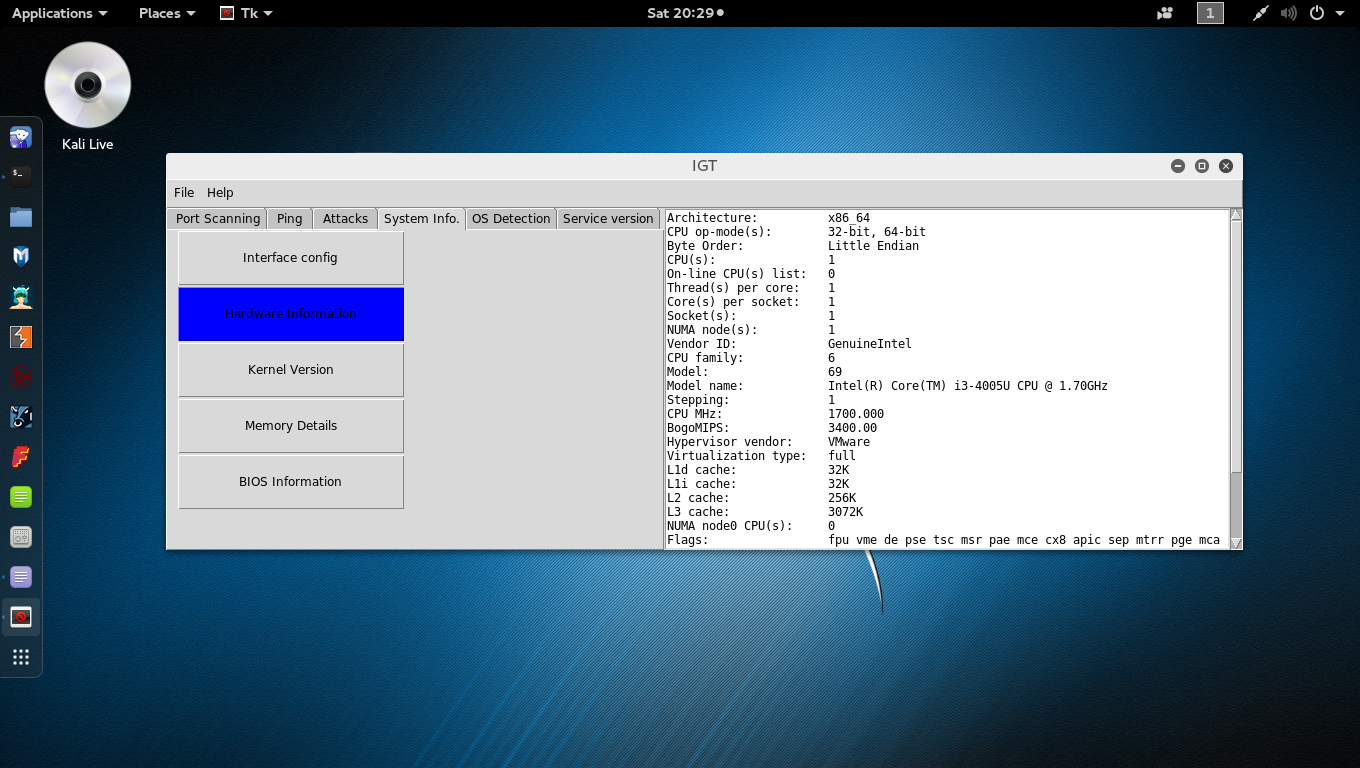 Applications Places Tk Sat 20:29 1
Kali Live
IGT
File Help
Port Scanning Ping Attacks System Info. OS Detection Service version
Interface config
Hardware Information
Kernel Version
Memory Details
BIOS Information
Architecture: x86_64
CPU op-mode(s): 32-bit, 64-bit
Byte Order: Little Endian
CPU(s): 1
On-line CPU(s) list: 0
Thread(s) per core: 1
Core(s) per socket: 1
Socket(s): 1
NUMA node(s): 1
Vendor ID: GenuineIntel
CPU family: 6
Model: 69
Model name: Intel(R) Core(TM) i3-4005U CPU @ 1.70GHz
Stepping: 1
CPU MHz: 1700.000
BogoMIPS: 3400.00
Hypervisor vendor: VMware
Virtualization type: full
L1d cache: 32K
L1i cache: 32K
L2 cache: 256K
L3 cache: 3072K
NUMA node0 CPU(s): 0
Flags: fpu vme de pse tsc msr pae mce cx8 apic sep mtrr pge mca